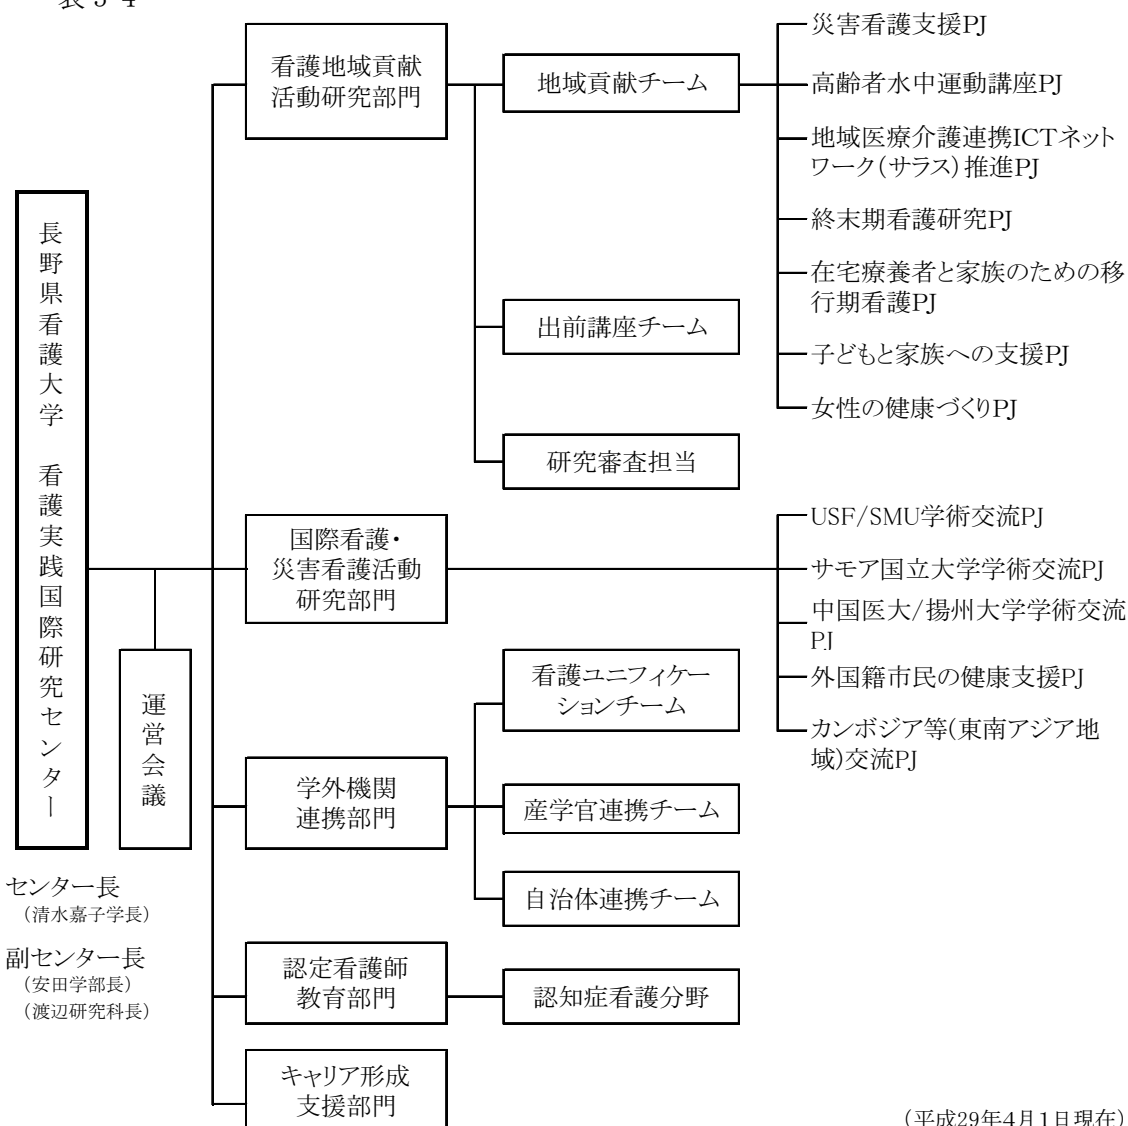 表 3-4
長野県看護大学 看護実践国際研究センター
運営会議
センター長
（清水嘉子学長）
副センター長
（安田学部長）
（渡辺研究科長）
看護地域貢献
活動研究部門
地域貢献チーム
災害看護支援PJ
高齢者水中運動講座PJ
地域医療介護連携ICTネット
ワーク（サラス）推進PJ
終末期看護研究PJ
在宅療養者と家族のための移
行期看護PJ
子どもと家族への支援PJ
女性の健康づくりPJ
出前講座チーム
研究審査担当
国際看護・
災害看護活動
研究部門
USF/SMU学術交流PJ
サモア国立大学学術交流PJ
中国医大/揚州大学学術交流
PJ
外国籍市民の健康支援PJ
カンボジア等(東南アジア地
域)交流PJ
学外機関
連携部門
看護ユニフィケー
ションチーム
産学官連携チーム
自治体連携チーム
認定看護師
教育部門
認知症看護分野
キャリア形成
支援部門
（平成29年4月1日現在）